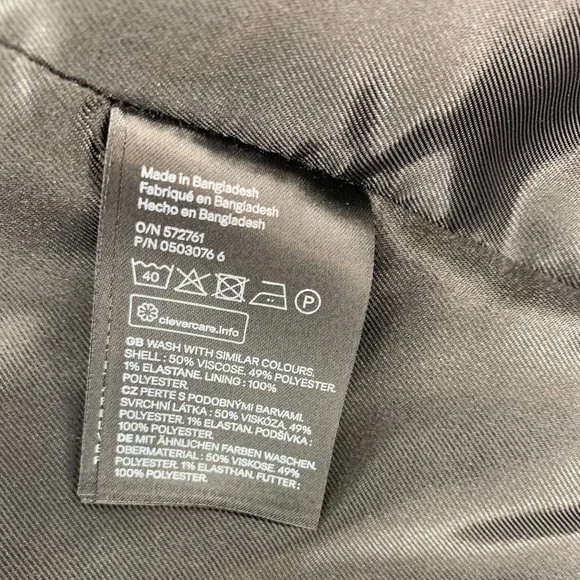 Made in Bangladesh
Fabriqué en Bangladesh
Hecho en Bangladesh
O/N 572761
P/N 0503076 6
40
P
clevercare.info
GB WASH WITH SIMILAR COLOURS.
SHELL : 50% VISCOSE. 49% POLYESTER.
1% ELASTANE. LINING : 100%
POLYESTER.
CZ PERTE S PODOBNÝMI BARVAMI.
SVRCHNÍ LÁTKA : 50% VISKÓZA. 49%
POLYESTER. 1% ELASTAN. PODŠÍVKA :
100% POLYESTER.
DE MIT ÄHNLICHEN FARBEN WASCHEN.
OBERMATERIAL : 50% VISKOSE. 49%
POLYESTER. 1% ELASTHAN. FUTTER :
100% POLYESTER.